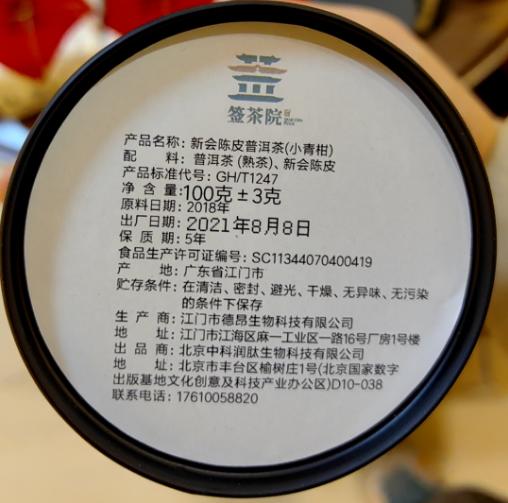 签茶院
产品名称: 新会陈皮普洱茶(小青柑)
配 料: 普洱茶 (熟茶)、新会陈皮
产品标准代号: GH/T1247
净 含 量:100克±3克
原料日期: 2018年
出厂日期: 2021年8月8日
保 质 期: 5年
食品生产许可证编号: SC11344070400419
产 地: 广东省江门市
贮存条件: 在清洁、密封、避光、干燥、无异味、无污染
的条件下保存
生 产 商: 江门市德昂生物科技有限公司
地 址: 江门市江海区麻一工业区一路16号厂房1号楼
出 品 商: 北京中科润肽生物科技有限公司
地 址: 北京市丰台区榆树庄1号(北京国家数字
出版基地文化创意及科技产业办公区)D10-038
联系电话: 17610058820